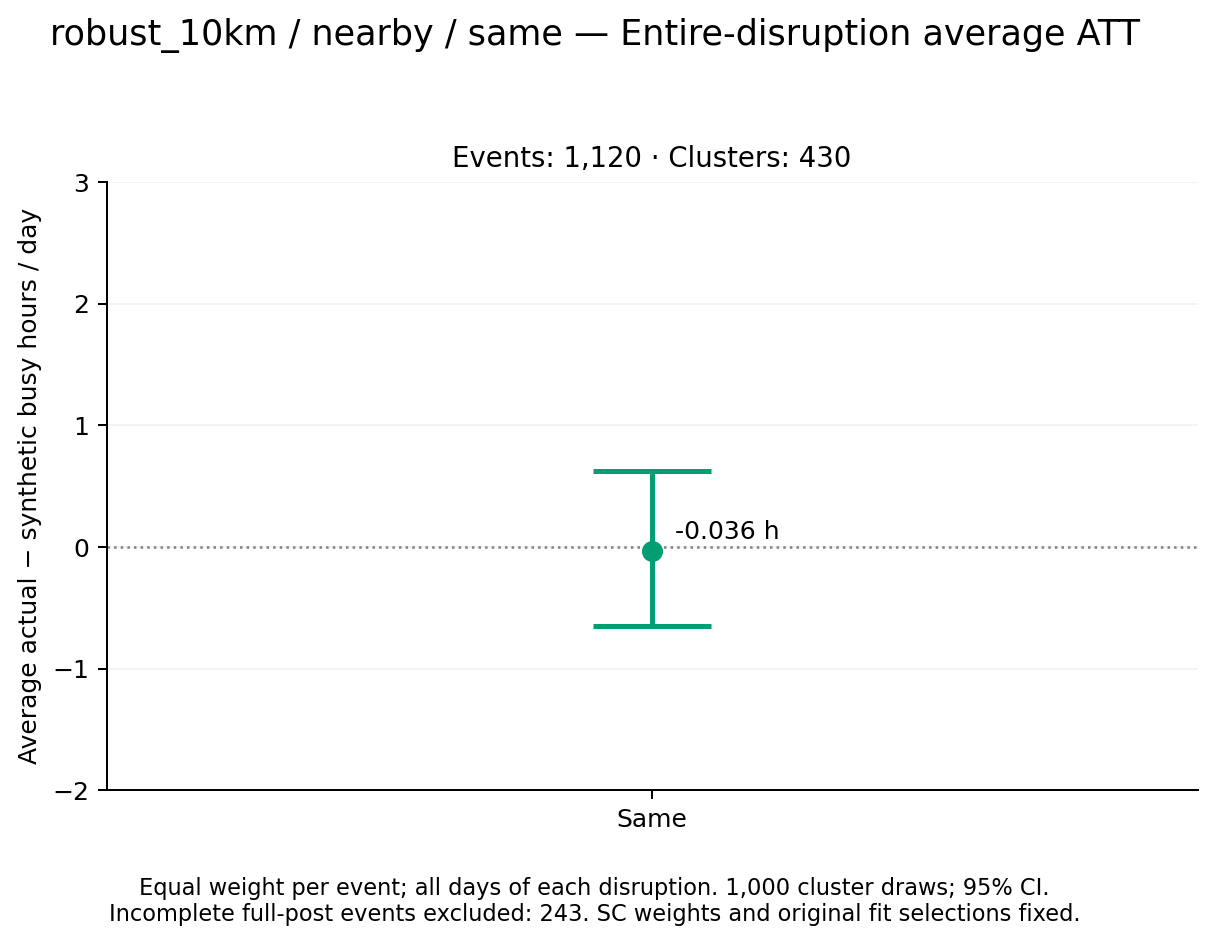 robust_10km / nearby / same — Entire-disruption average ATT
Events: 1,120 · Clusters: 430
Average actual − synthetic busy hours / day
3
2
1
0
−1
−2
-0.036 h
Same
Equal weight per event; all days of each disruption. 1,000 cluster draws; 95% CI.
Incomplete full-post events excluded: 243. SC weights and original fit selections fixed.